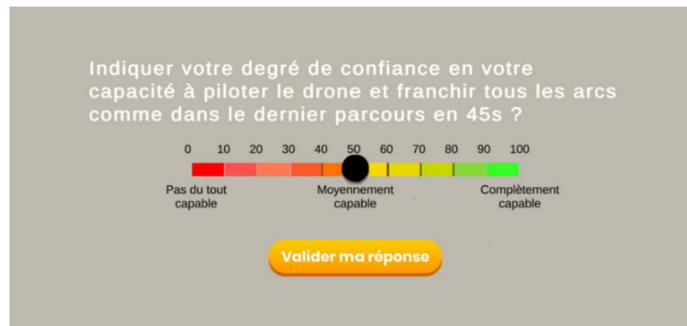 Indiquer votre degré de confiance en votre
capacité à piloter le drone et franchir tous les arcs
comme dans le dernier parcours en 45s ?
0 10 20 30 40 50 60 70 80 90 100
Pas du tout capable
Moyennement capable
Complètement capable
Valider ma réponse